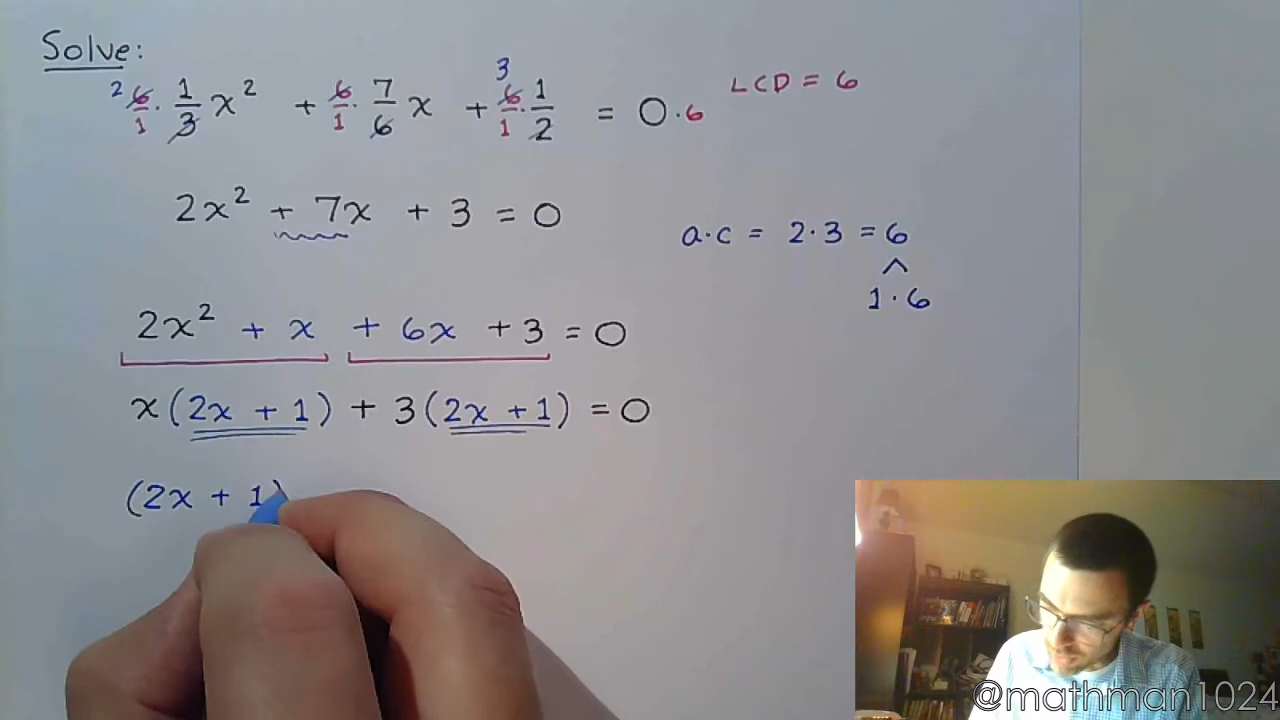 Solve:
2 6/1 · 1/3 x² + 6/1 · 7/6 x + 3 6/1 · 1/2 = 0 · 6
LCD = 6
2x² + 7x + 3 = 0
a·c = 2·3 = 6
1·6
2x² + x + 6x + 3 = 0
x(2x + 1) + 3(2x + 1) = 0
(2x + 1)
@mathman1024